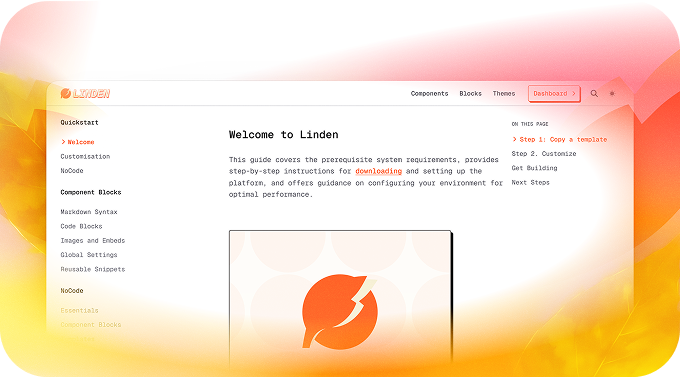 LINDEN
Components
Blocks
Themes
Dashboard
Quickstart
Welcome
Customisation
NoCode
Component Blocks
Markdown Syntax
Code Blocks
Images and Embeds
Global Settings
Reusable Snippets
NoCode
Essentials
Component Blocks
Welcome to Linden
This guide covers the prerequisite system requirements, provides
step-by-step instructions for downloading and setting up the
platform, and offers guidance on configuring your environment for
optimal performance.
ON THIS PAGE
Step 1: Copy a template
Step 2. Customize
Get Building
Next Steps